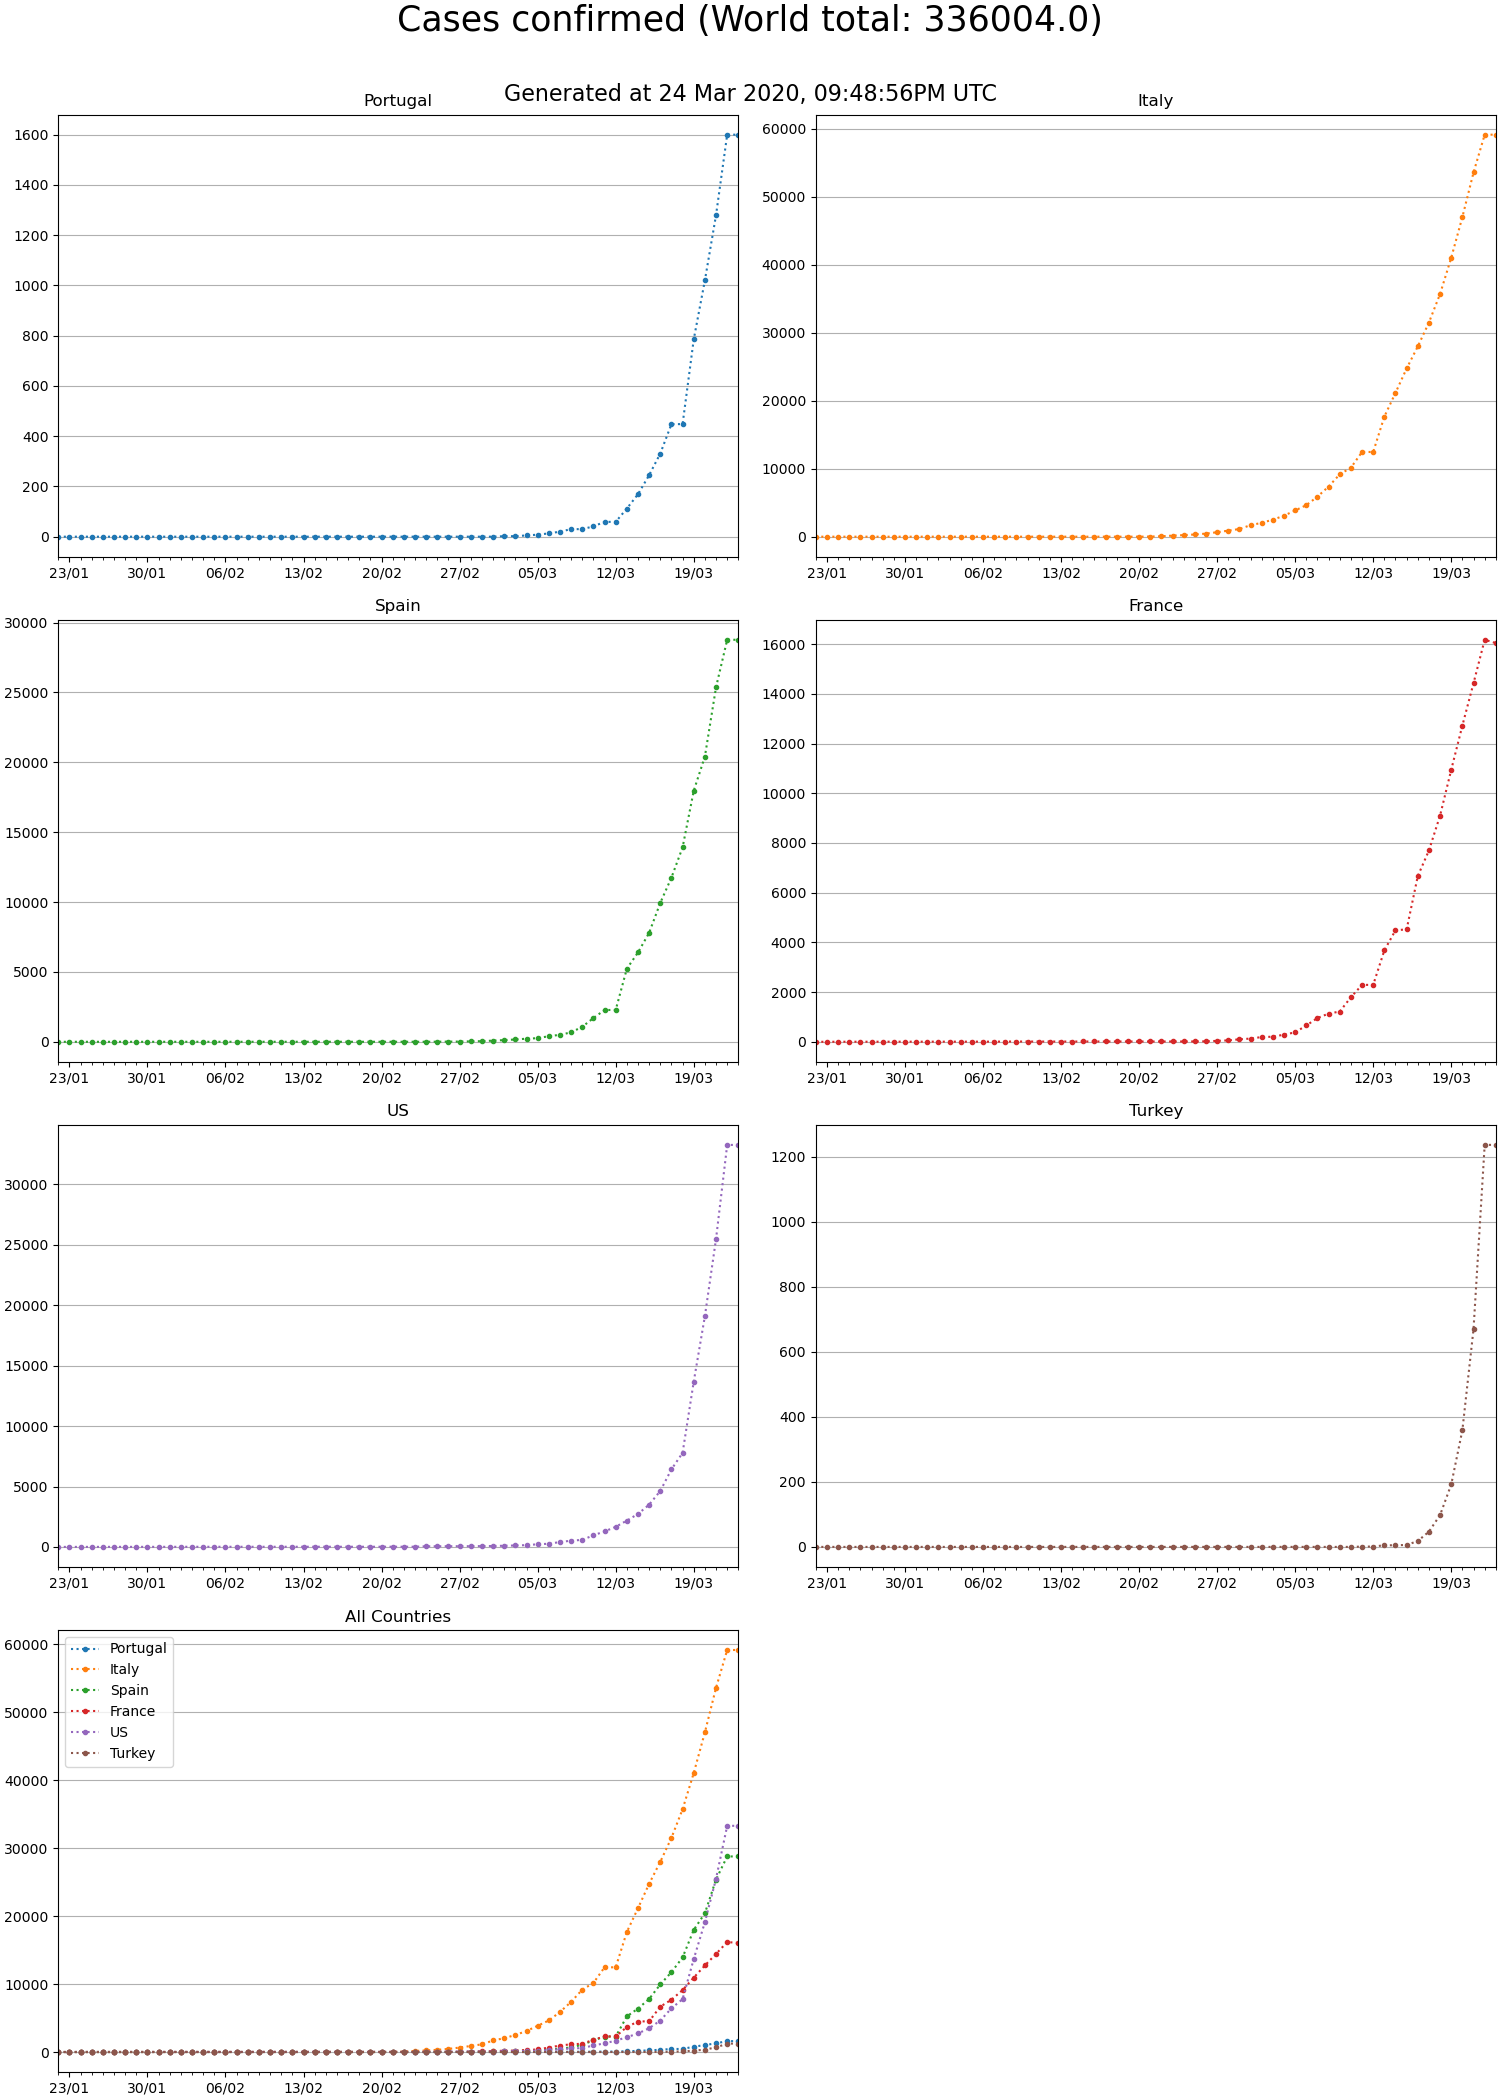 Cases confirmed (World total: 336004.0)
Generated at 24 Mar 2020, 09:48:56PM UTC
Portugal
1600
1400
1200
1000
800
600
400
200
0
23/01 30/01 06/02 13/02 20/02 27/02 05/03 12/03 19/03
Italy
60000
50000
40000
30000
20000
10000
0
23/01 30/01 06/02 13/02 20/02 27/02 05/03 12/03 19/03
Spain
30000
25000
20000
15000
10000
5000
0
23/01 30/01 06/02 13/02 20/02 27/02 05/03 12/03 19/03
France
16000
14000
12000
10000
8000
6000
4000
2000
0
23/01 30/01 06/02 13/02 20/02 27/02 05/03 12/03 19/03
US
30000
25000
20000
15000
10000
5000
0
23/01 30/01 06/02 13/02 20/02 27/02 05/03 12/03 19/03
Turkey
1200
1000
800
600
400
200
0
23/01 30/01 06/02 13/02 20/02 27/02 05/03 12/03 19/03
All Countries
60000
50000
40000
30000
20000
10000
0
Portugal
Italy
Spain
France
US
Turkey
23/01 30/01 06/02 13/02 20/02 27/02 05/03 12/03 19/03